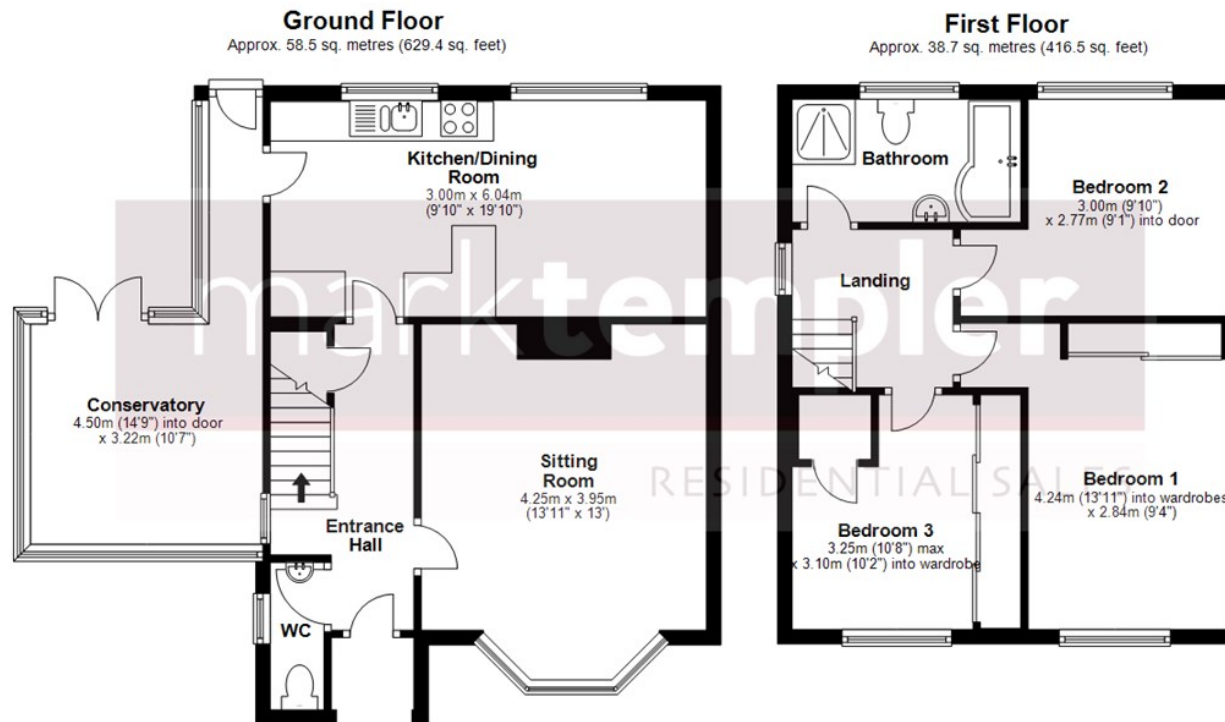 Ground Floor
Approx. 58.5 sq. metres (629.4 sq. feet)
Kitchen/Dining
Room
3.00m x 6.04m
(9'10" x 19'10")
Conservatory
4.50m (14'9") into door
x 3.22m (10'7")
Sitting
Room
4.25m x 3.95m
(13'11" x 13')
Entrance
Hall
WC
First Floor
Approx. 38.7 sq. metres (416.5 sq. feet)
Bathroom
Bedroom 2
3.00m (9'10")
x 2.77m (9'1") into door
Landing
Bedroom 1
4.24m (13'11") into wardrobes
x 2.84m (9'4")
Bedroom 3
3.25m (10'8") max
x 3.10m (10'2") into wardrobe
marktempler
RESIDENTIAL SALES